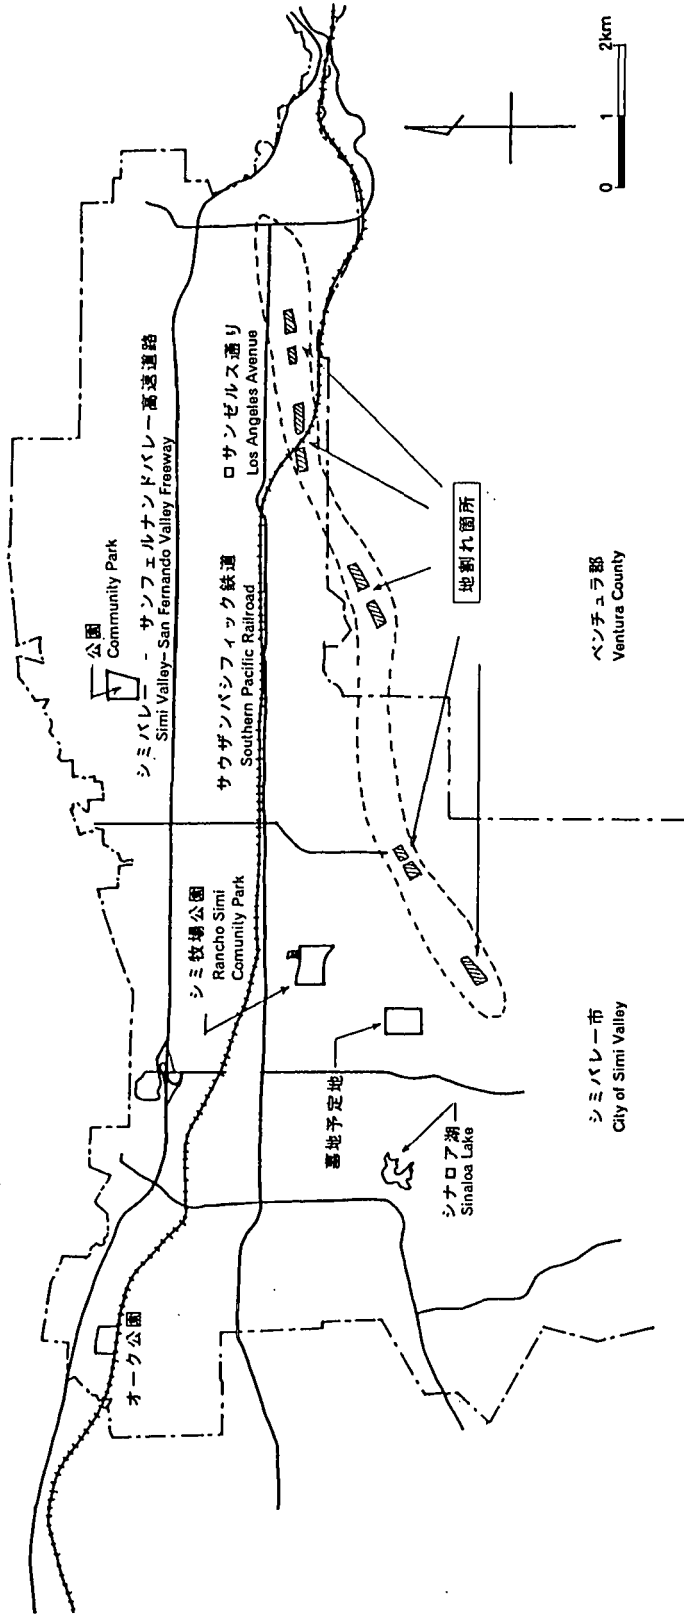 シミバレー - サンフェルナンドバレー高速道路
Simi Valley-San Fernando Valley Freeway
公園
Community Park
ロサンゼルス通り
Los Angeles Avenue
サウザンパシフィック鉄道
Southern Pacific Railroad
シミ牧場公園
Rancho Simi
Comunity Park
オーク公園
墓地予定地
シナロア湖
Sinaloa Lake
地割れ箇所
シミバレー市
City of Simi Valley
ベンチュラ郡
Ventura County
0 1 2km